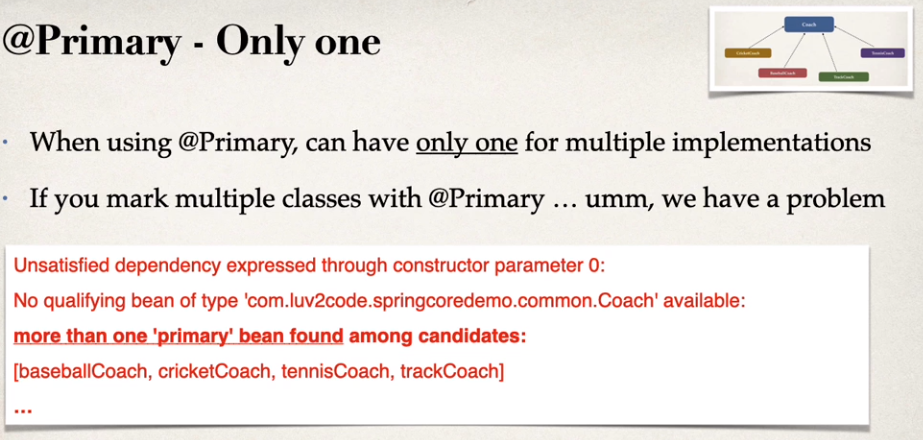 @Primary - Only one
Coach
CricketCoach
TennisCoach
BaseballCoach
TrackCoach
• When using @Primary, can have only one for multiple implementations
• If you mark multiple classes with @Primary … umm, we have a problem
Unsatisfied dependency expressed through constructor parameter 0:
No qualifying bean of type 'com.luv2code.springcoredemo.common.Coach' available:
more than one 'primary' bean found among candidates:
[baseballCoach, cricketCoach, tennisCoach, trackCoach]
...